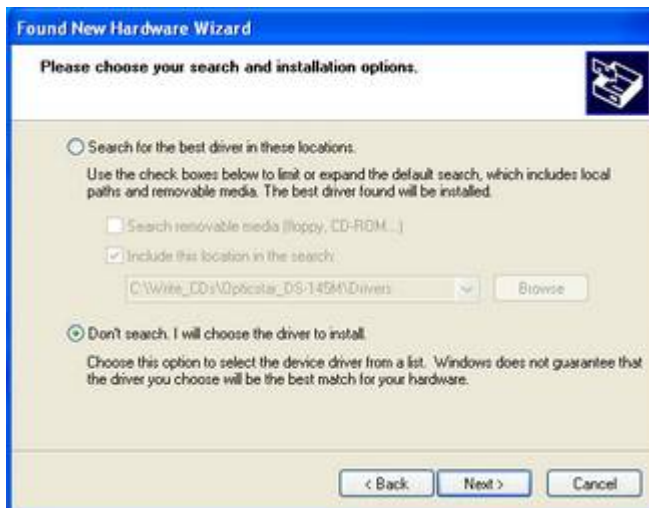 Found New Hardware Wizard
Please choose your search and installation options.
Search for the best driver in these locations.
Use the check boxes below to limit or expand the default search, which includes local
paths and removable media. The best driver found will be installed.
Search removable media (floppy, CD-ROM...)
Include this location in the search:
C:\Write_CDs\Opticstar_DS-145M\Drivers
Browse
Don't search. I will choose the driver to install.
Choose this option to select the device driver from a list. Windows does not guarantee that
the driver you choose will be the best match for your hardware.
< Back
Next >
Cancel